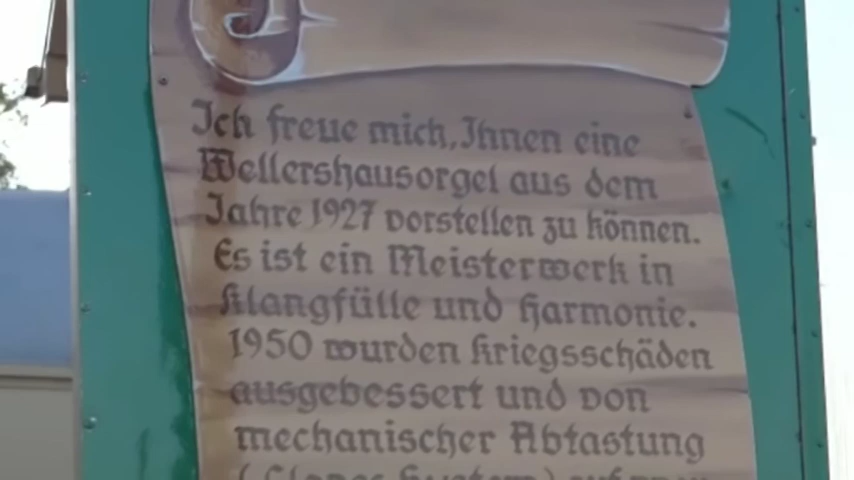 Ich freue mich, Ihnen eine
Wellershausorgel aus dem
Jahre 1927 vorstellen zu können.
Es ist ein Meisterwerk in
Klangfülle und Harmonie.
1950 wurden Kriegsschäden
ausgebessert und von
mechanischer Abtastung